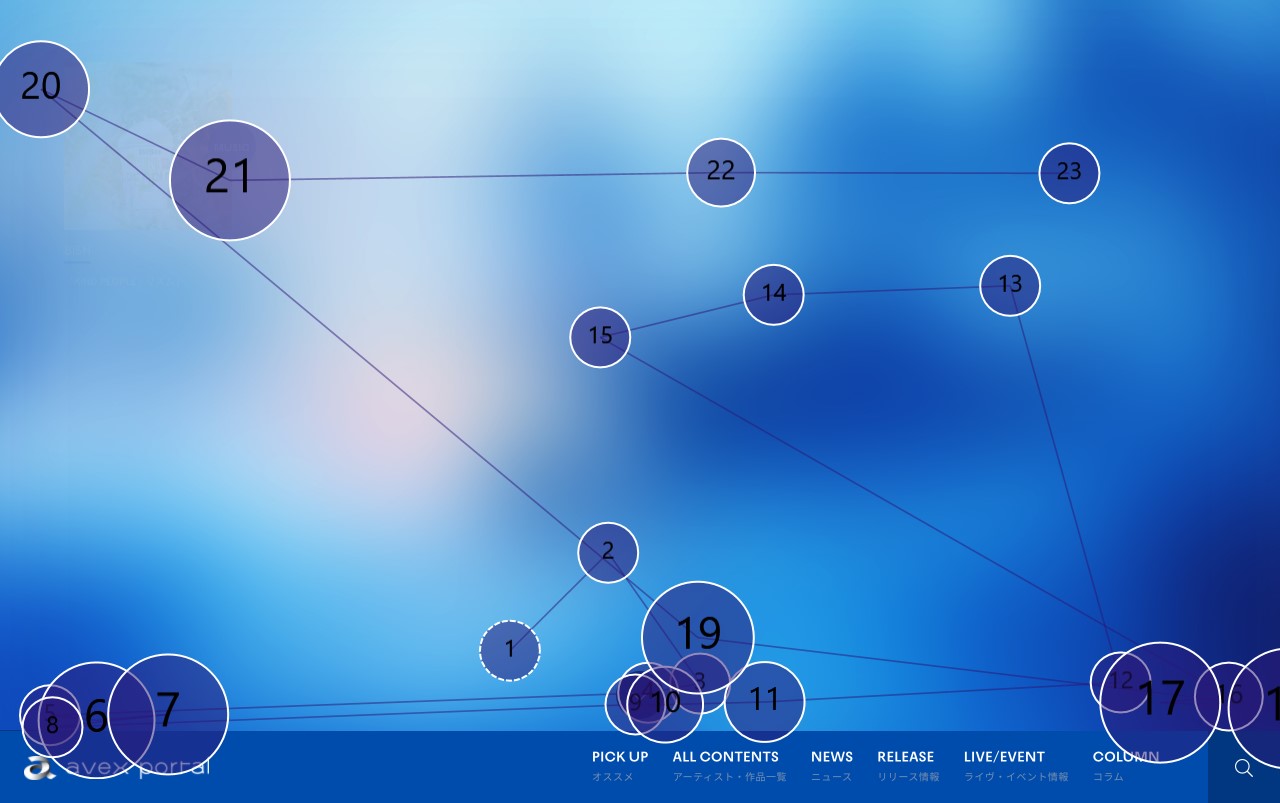 20
21
22
23
13
14
15
2
1
19
3
12
17
16
5
6
7
8
9
10
11
avex portal
PICK UP
オススメ
ALL CONTENTS
アーティスト・作品一覧
NEWS
ニュース
RELEASE
リリース情報
LIVE/EVENT
ライヴ・イベント情報
COLUMN
コラム